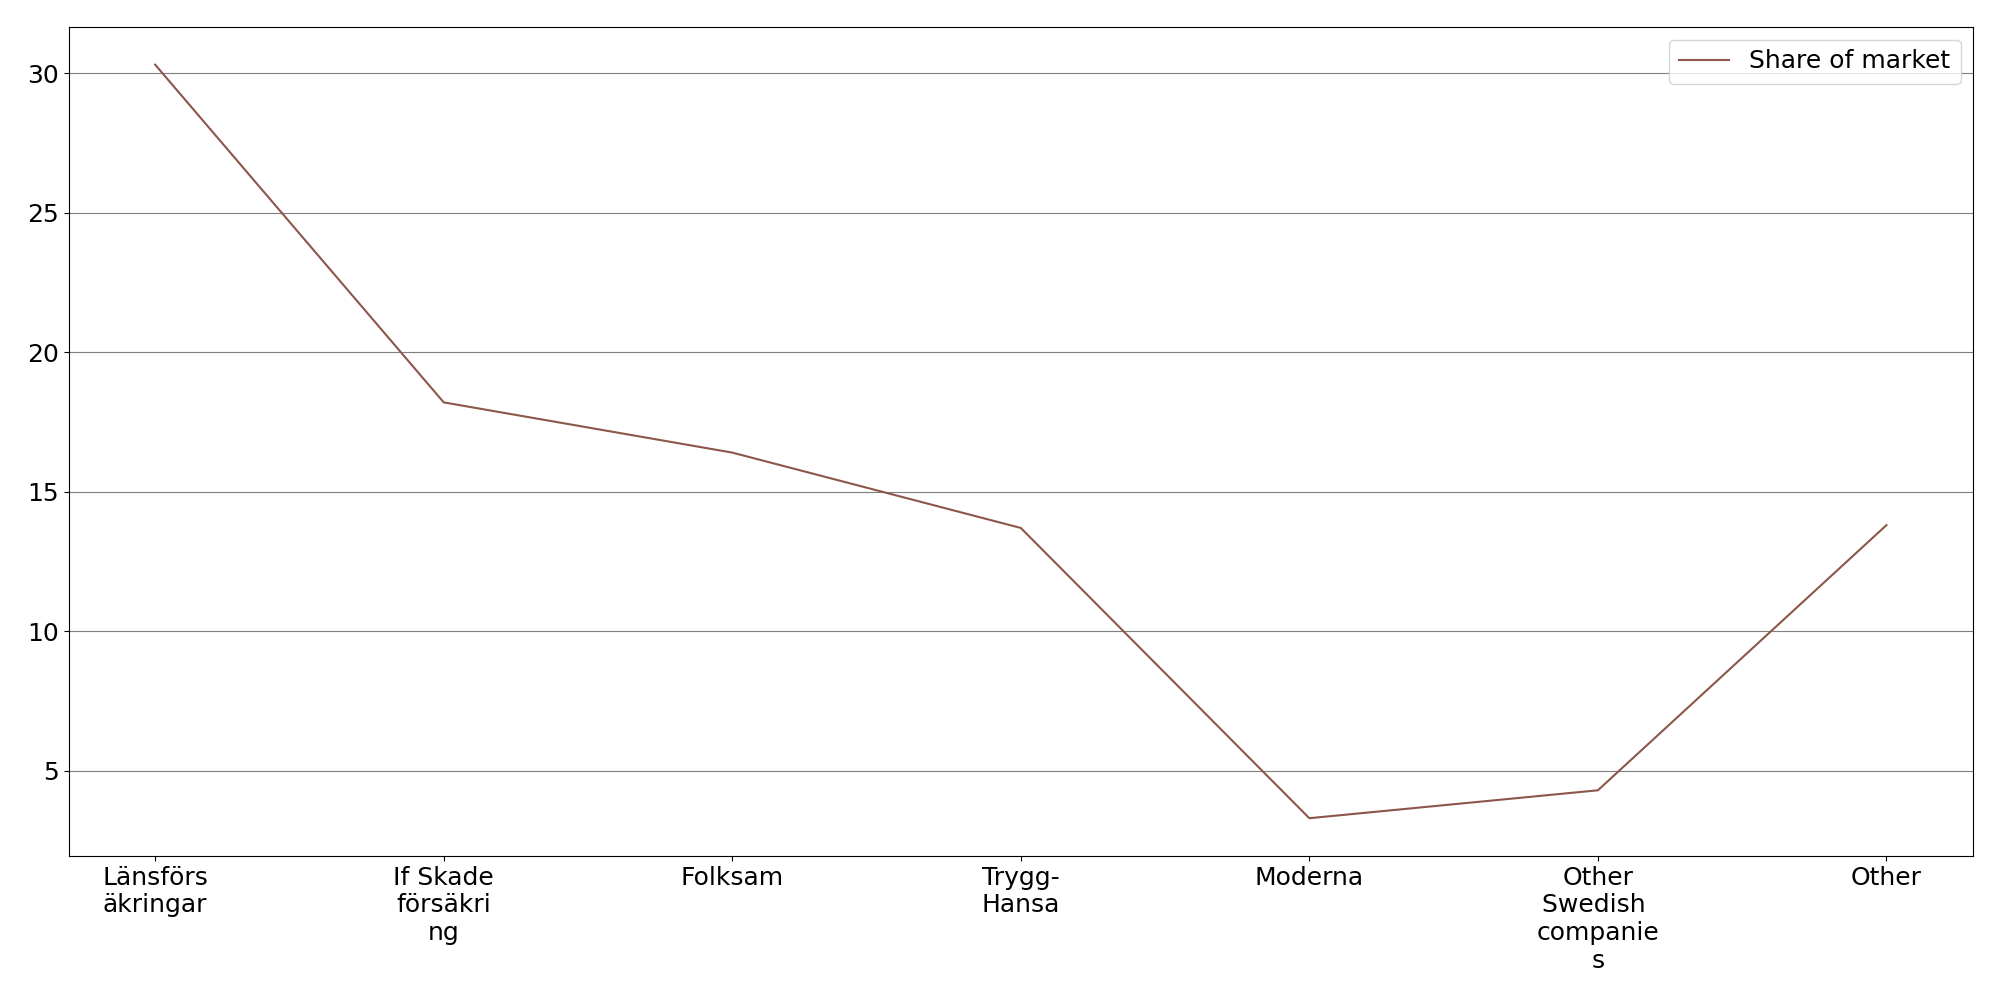 Share of market
30
25
20
15
10
5
Länsförs
äkringar
If Skade
försäkri
ng
Folksam
Trygg-
Hansa
Moderna
Other
Swedish
companie
s
Other